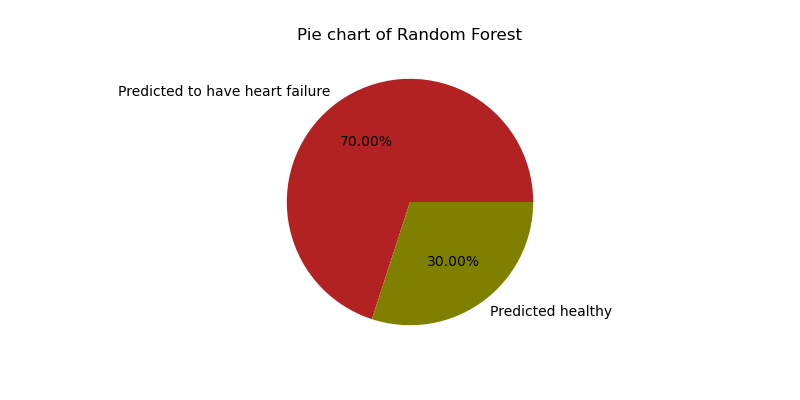 Pie chart of Random Forest
Predicted to have heart failure
70.00%
30.00%
Predicted healthy